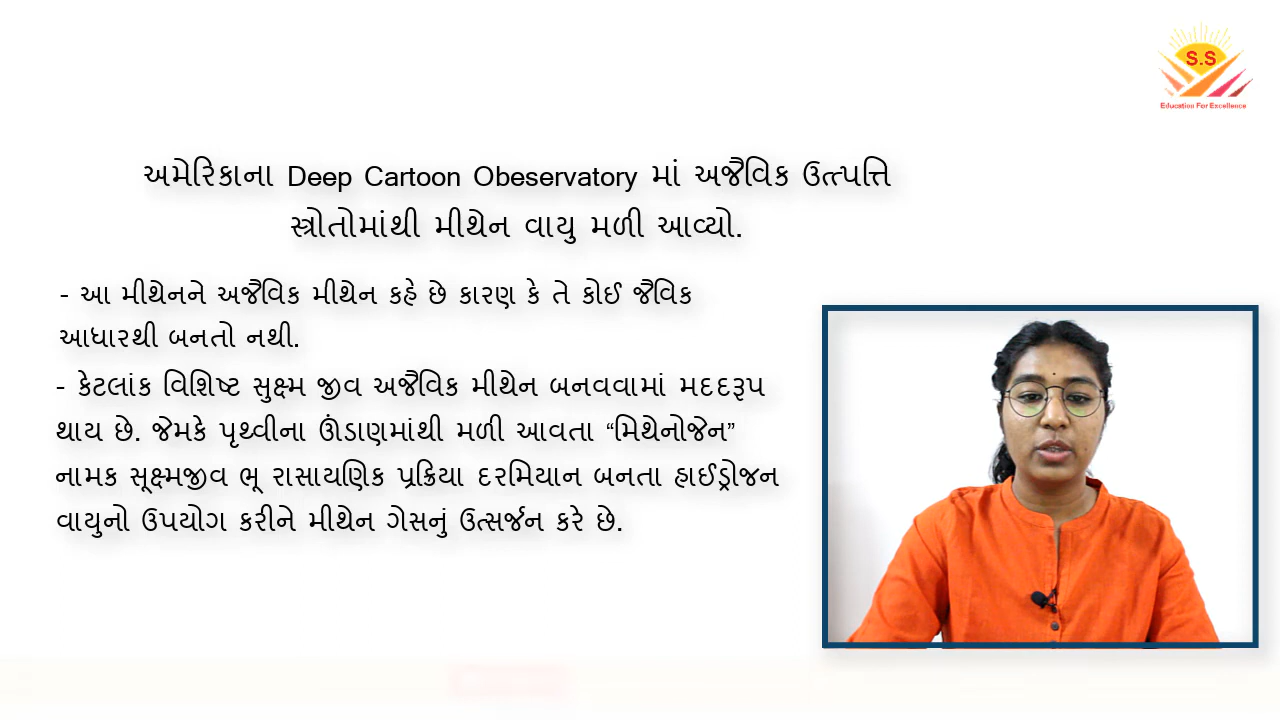 S.S
Education For Excellence
અમેરિકાના Deep Cartoon Obeservatory માં અજૈવિક ઉત્ત્પત્તિ
સ્ત્રોતોમાંથી મીથેન વાયુ મળી આવ્યો.
- આ મીથેનને અજૈવિક મીથેન કહે છે કારણ કે તે કોઈ જૈવિક
આધારથી બનતો નથી.
- કેટલાંક વિશિષ્ટ સુક્ષ્મ જીવ અજૈવિક મીથેન બનવવામાં મદદરૂપ
થાય છે. જેમકે પૃથ્વીના ઊંડાણમાંથી મળી આવતા “મિથેનોજેન”
નામક સૂક્ષ્મજીવ ભૂ રાસાયણિક પ્રક્રિયા દરમિયાન બનતા હાઈડ્રોજન
વાયુનો ઉપયોગ કરીને મીથેન ગેસનું ઉત્સર્જન કરે છે.